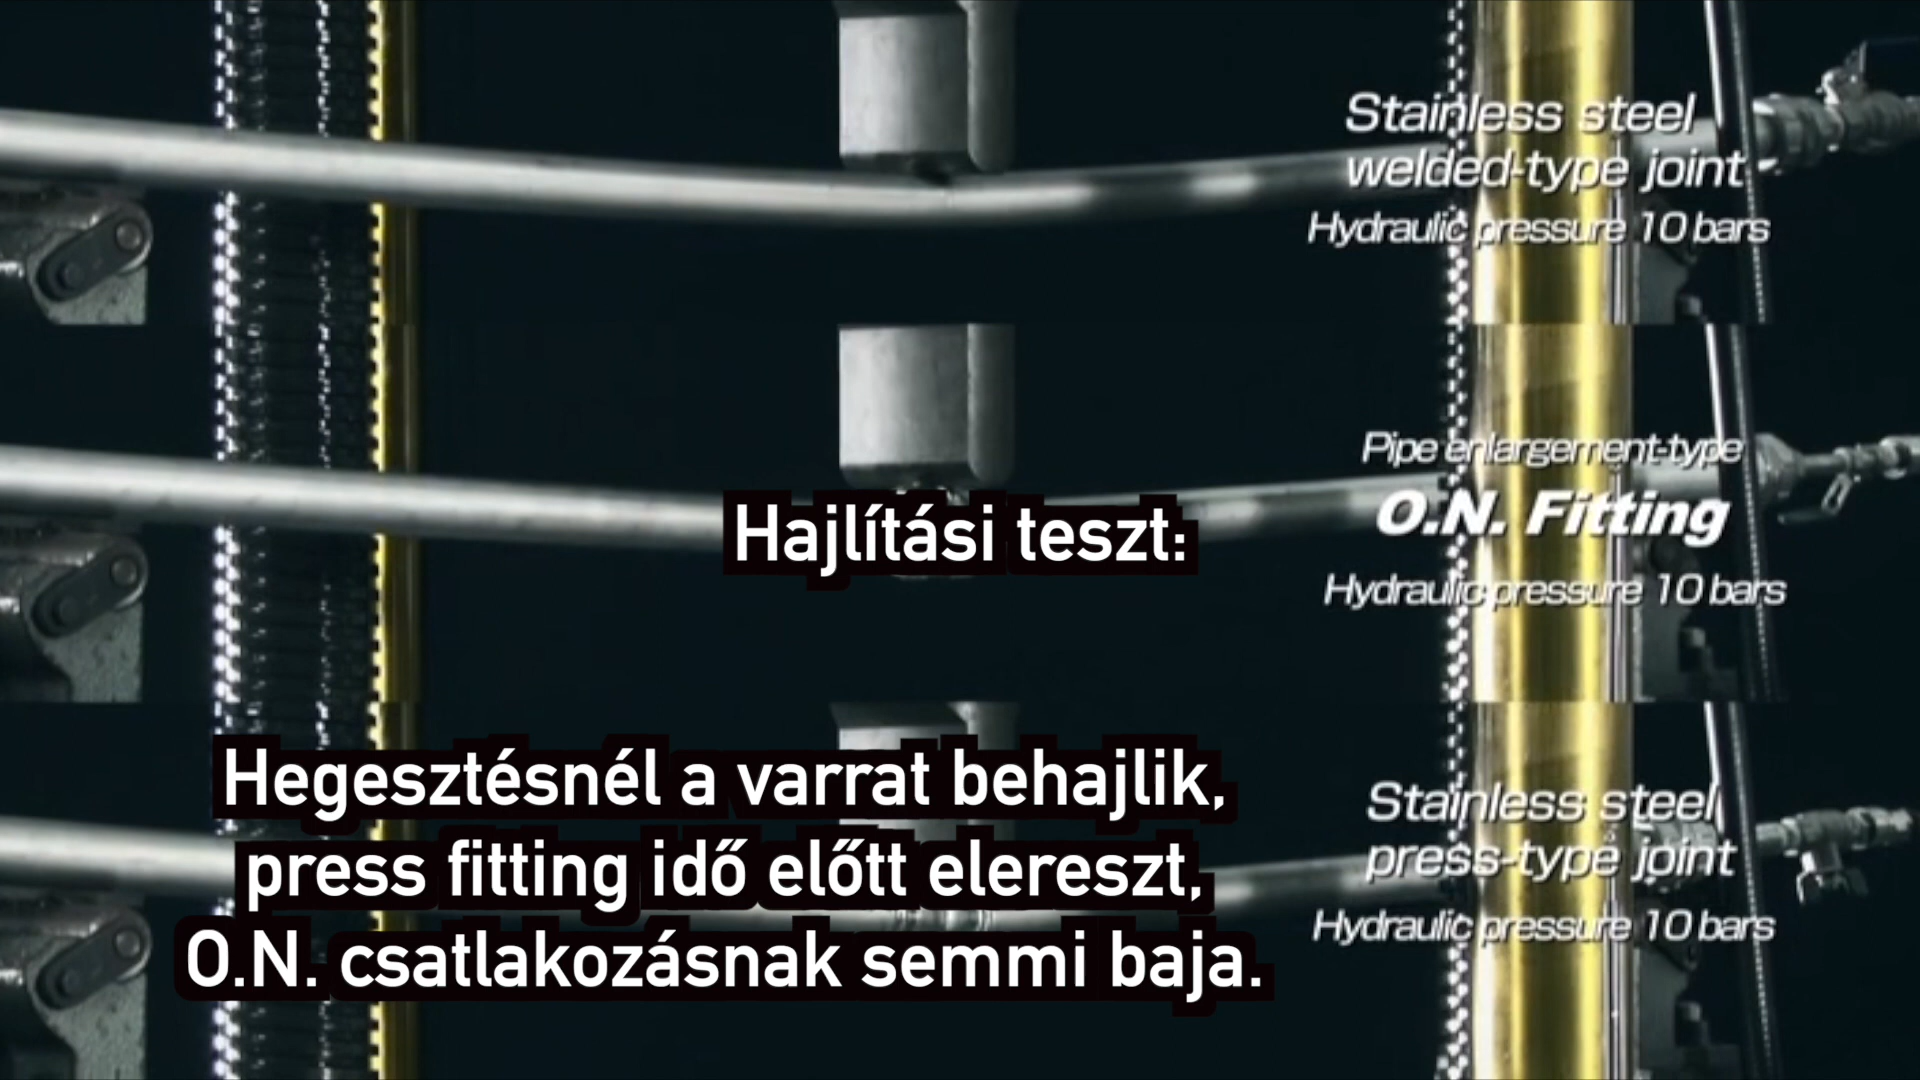 Stainless steel
welded-type joint
Hydraulic pressure 10 bars
Pipe enlargement-type
O.N. Fitting
Hydraulic pressure 10 bars
Hajlítási teszt:
Stainless steel
press-type joint
Hydraulic pressure 10 bars
Hegesztésnél a varrat behajlik,
press fitting idő előtt elereszt,
O.N. csatlakozásnak semmi baja.